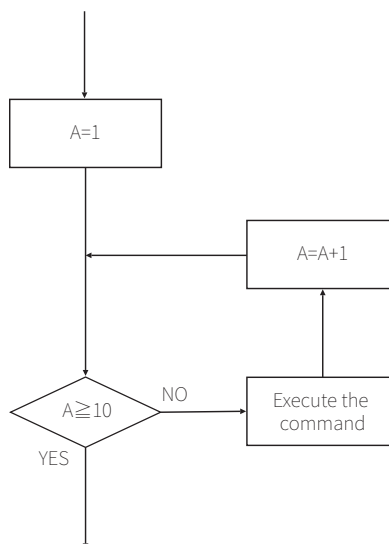 A=1
A=A+1
A≧10
NO
Execute the
command
YES